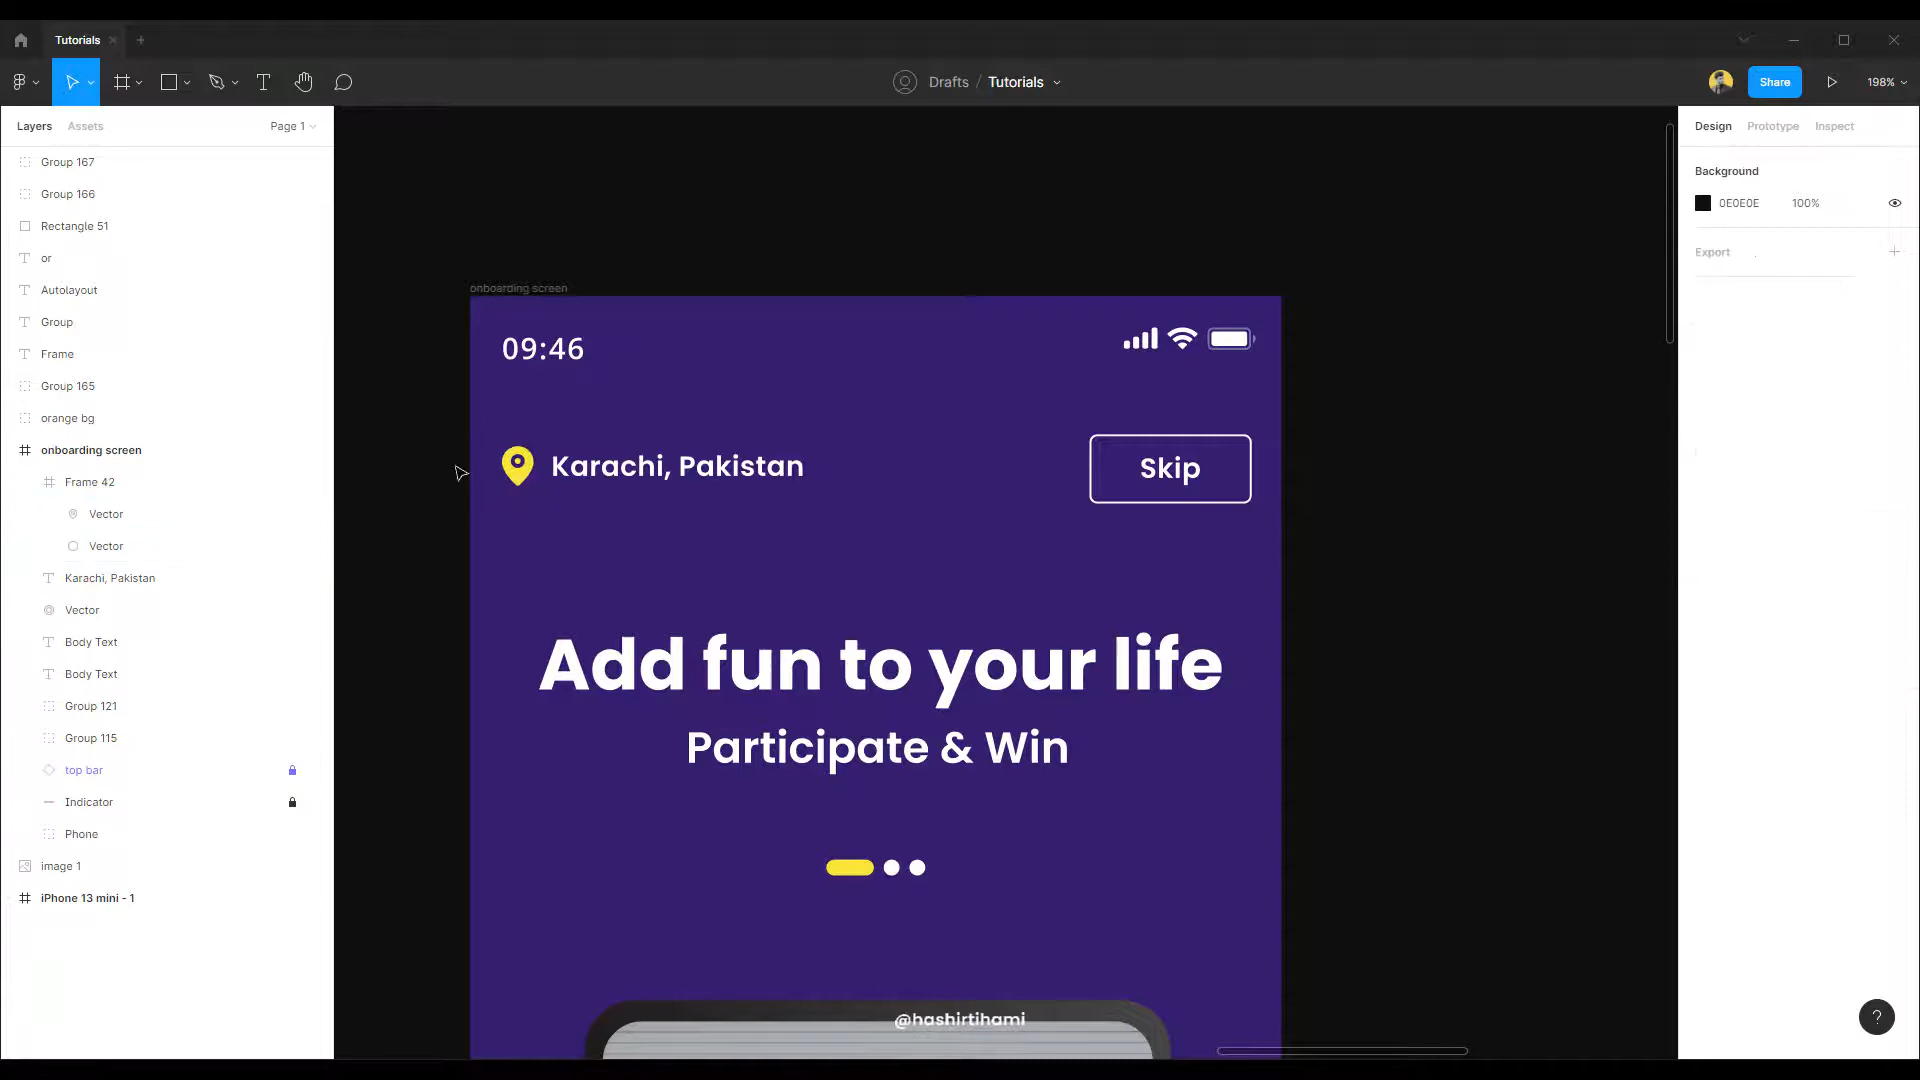 Tutorials
Drafts / Tutorials
Share
198%
Layers
Assets
Page 1
Group 167
Group 166
Rectangle 51
or
Autolayout
Group
Frame
Group 165
orange bg
onboarding screen
Frame 42
Vector
Vector
Karachi, Pakistan
Vector
Body Text
Body Text
Group 121
Group 115
top bar
Indicator
Phone
image 1
iPhone 13 mini - 1
onboarding screen
09:46
Karachi, Pakistan
Skip
Add fun to your life
Participate & Win
@hashirtihami
Design
Prototype
Inspect
Background
0E0E0E
100%
Export
?